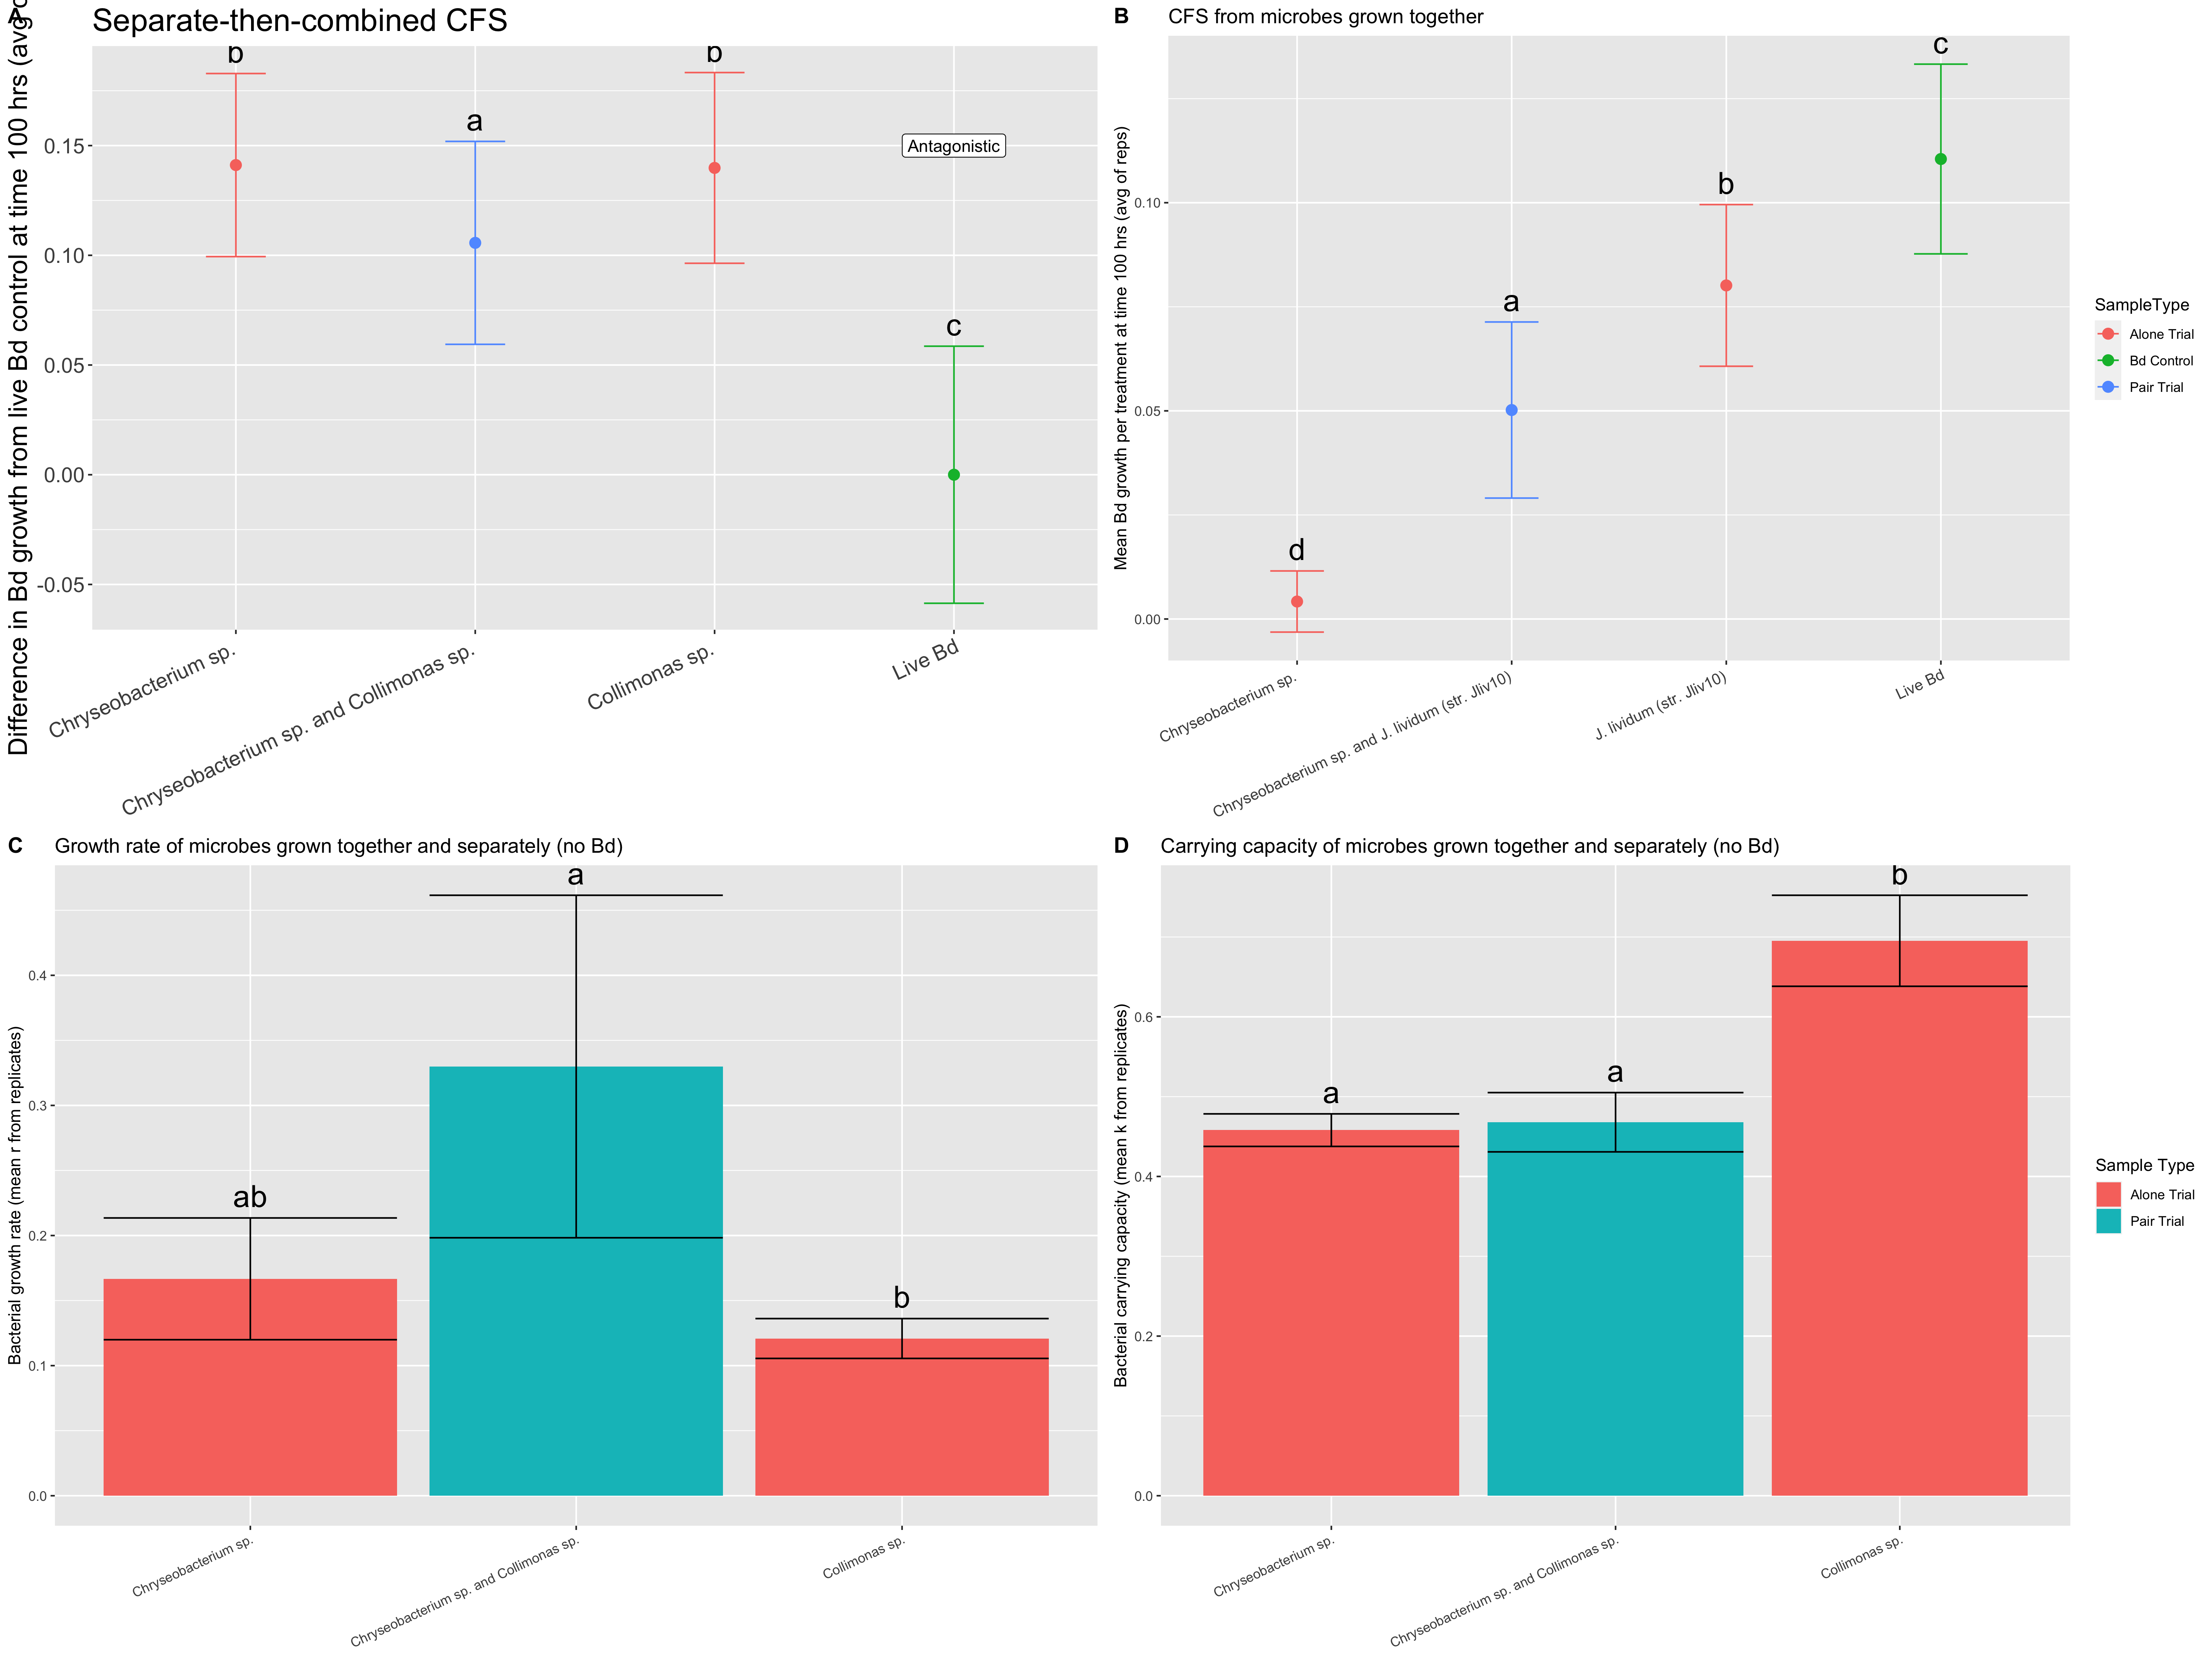 A
Separate-then-combined CFS
Difference in Bd growth from live Bd control at time 100 hrs (avg
0.15
0.10
0.05
0.00
-0.05
b
a
b
c
Antagonistic
Chryseobacterium sp.
Chryseobacterium sp. and Collimonas sp.
Collimonas sp.
Live Bd
B
CFS from microbes grown together
Mean Bd growth per treatment at time 100 hrs (avg of reps)
0.10
0.05
0.00
d
a
b
c
Chryseobacterium sp.
Chryseobacterium sp. and J. lividum (str. Jliv10)
J. lividum (str. Jliv10)
Live Bd
SampleType
Alone Trial
Bd Control
Pair Trial
C
Growth rate of microbes grown together and separately (no Bd)
Bacterial growth rate (mean r from replicates)
0.4
0.3
0.2
0.1
0.0
ab
a
b
Chryseobacterium sp.
Chryseobacterium sp. and Collimonas sp.
Collimonas sp.
D
Carrying capacity of microbes grown together and separately (no Bd)
Bacterial carrying capacity (mean k from replicates)
0.6
0.4
0.2
0.0
a
a
b
Chryseobacterium sp.
Chryseobacterium sp. and Collimonas sp.
Collimonas sp.
Sample Type
Alone Trial
Pair Trial